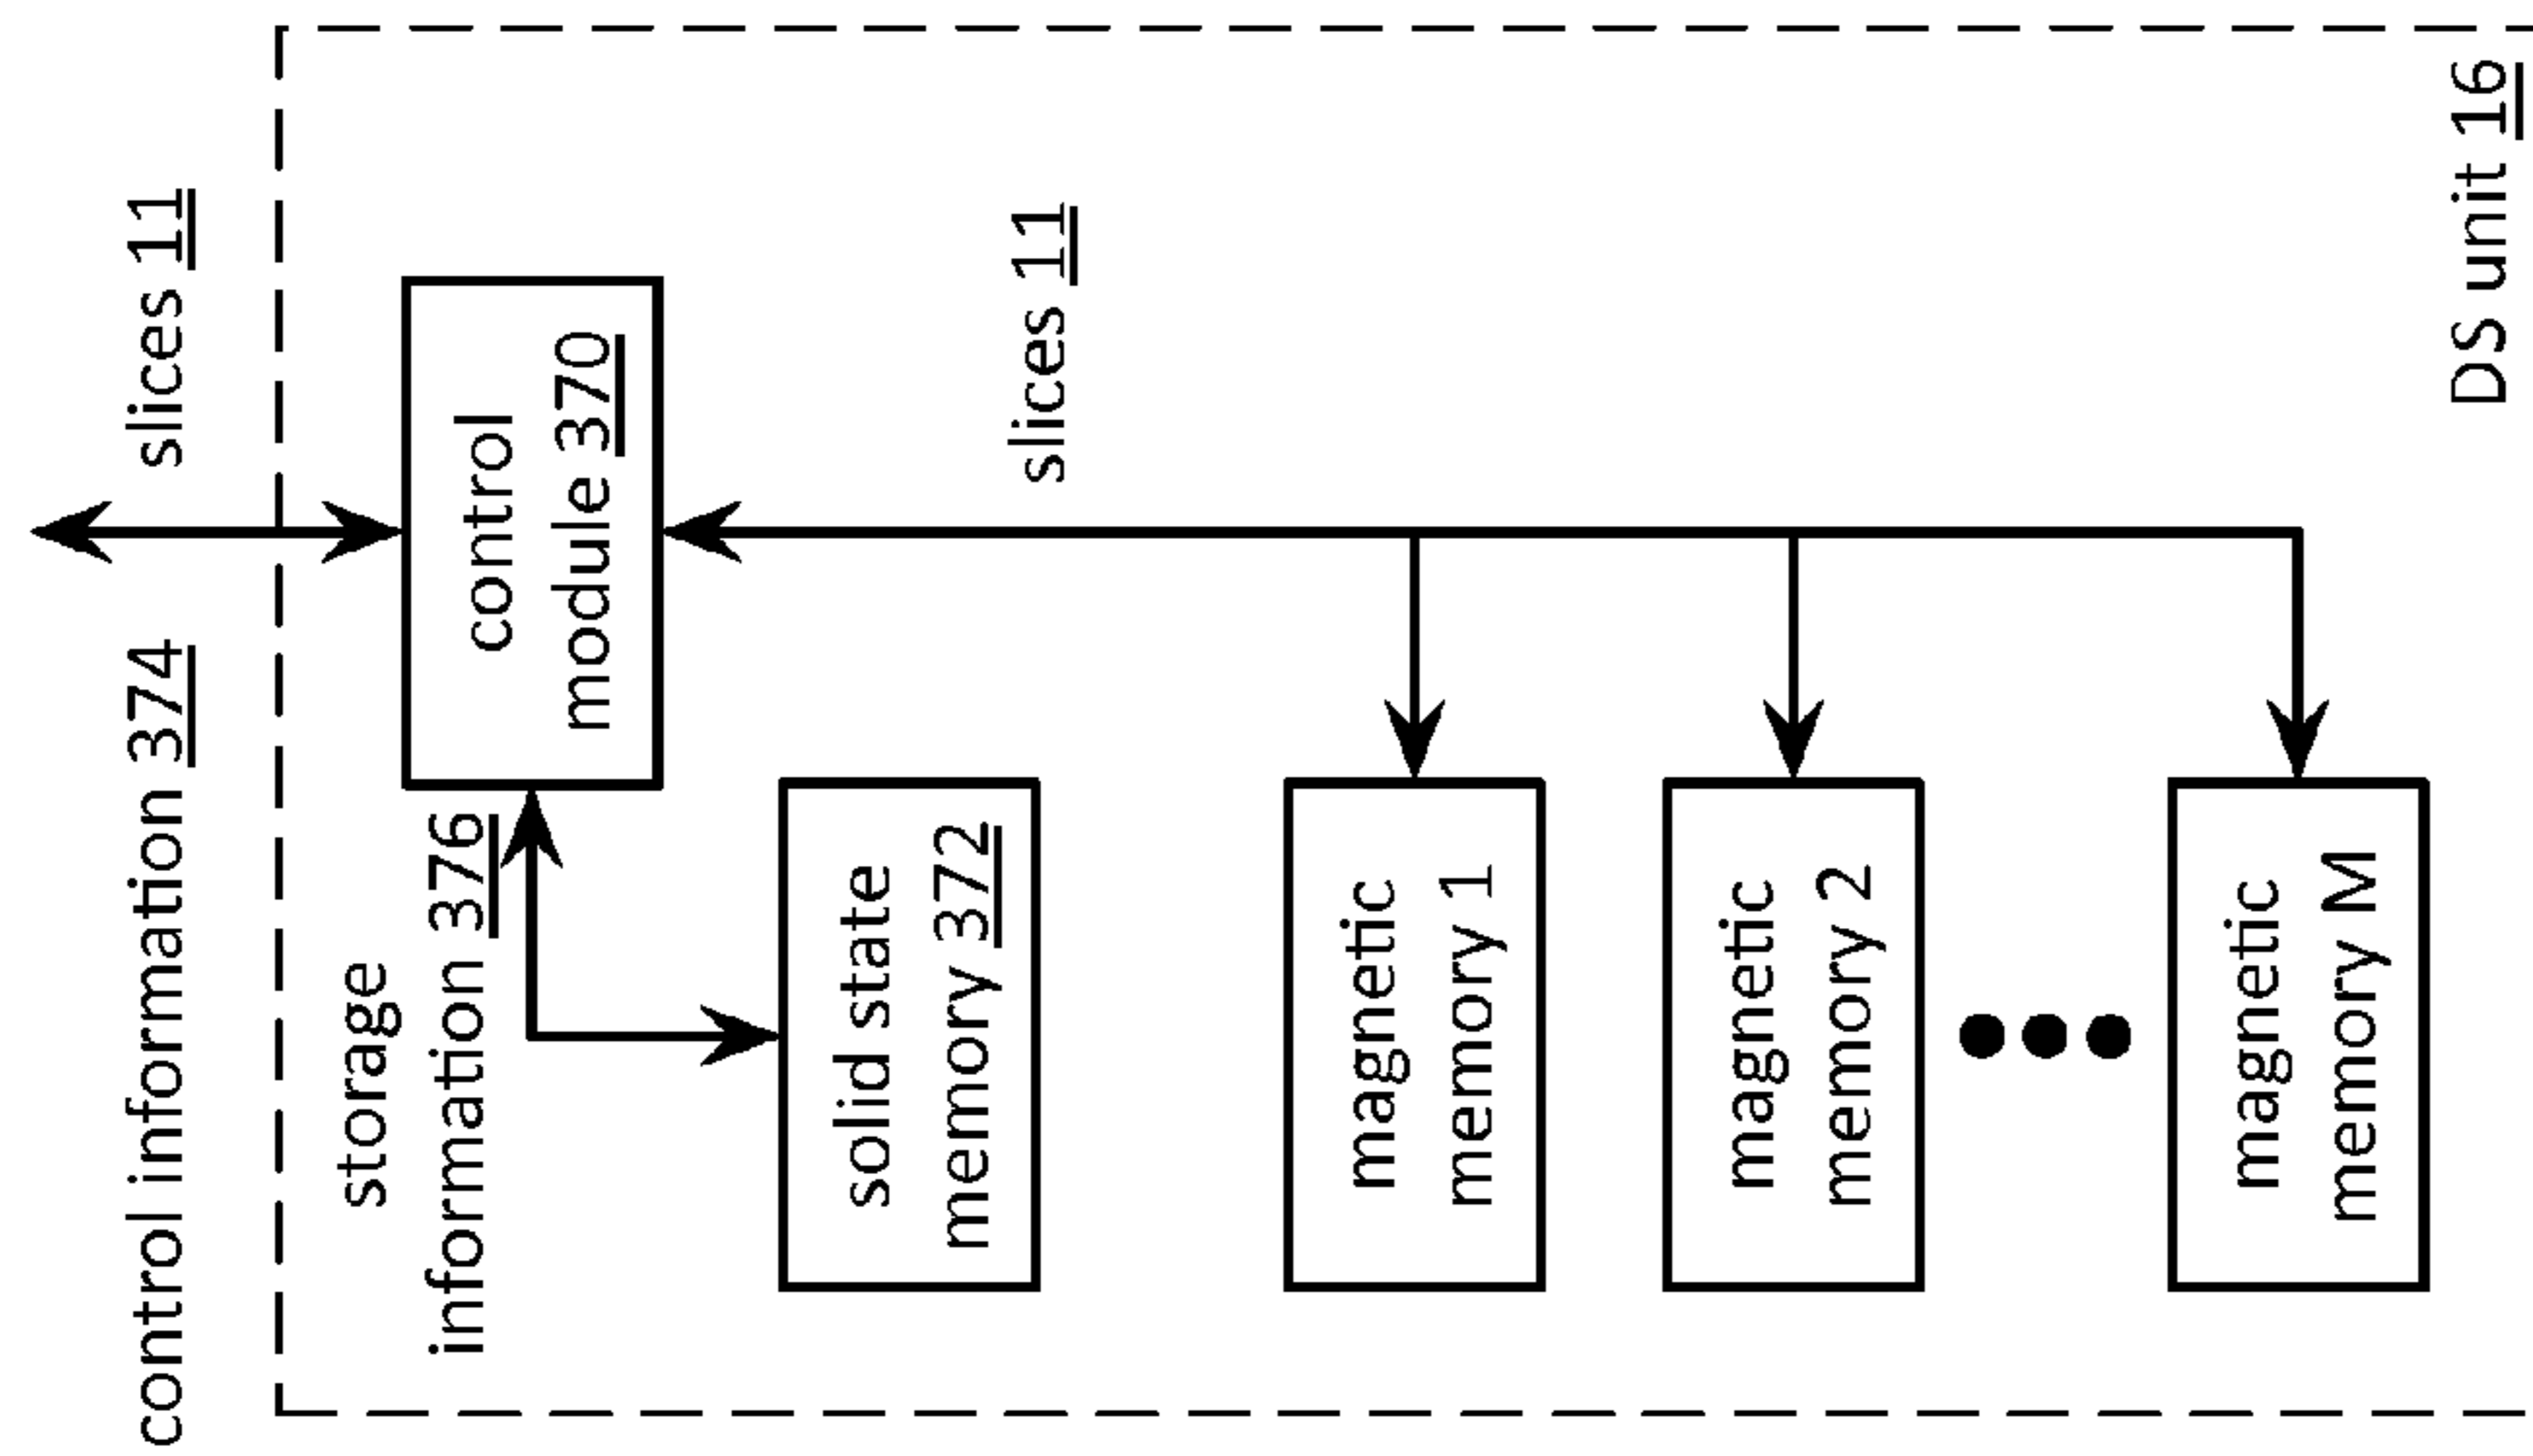 control information 374
slices 11
storage
information 376
control
module 370
solid state
memory 372
slices 11
magnetic
memory 1
magnetic
memory 2
magnetic
memory M
DS unit 16